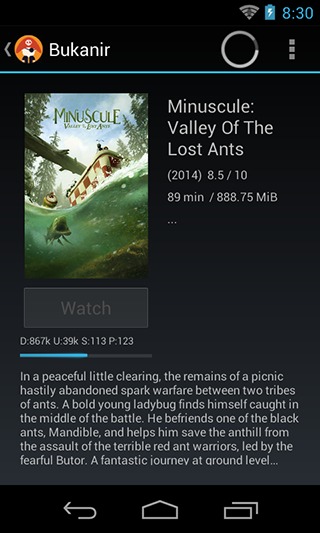 8:30
Bukanir
MINUSCULE
VALLEY OF THE LOST ANTS
Minuscule:
Valley Of The
Lost Ants
(2014) 8.5 / 10
89 min / 888.75 MiB
...
Watch
D:867k U:39k S:113 P:123
In a peaceful little clearing, the remains of a picnic
hastily abandoned spark warfare between two tribes
of ants. A bold young ladybug finds himself caught in
the middle of the battle. He befriends one of the black
ants, Mandible, and helps him save the anthill from
the assault of the terrible red ant warriors, led by the
fearful Butor. A fantastic journey at ground level...